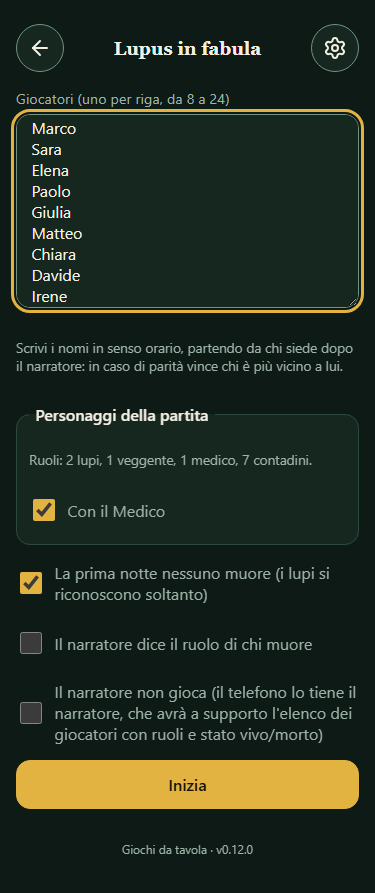 Lupus in fabula
Giocatori (uno per riga, da 8 a 24)
Marco
Sara
Elena
Paolo
Giulia
Matteo
Chiara
Davide
Irene
Scrivi i nomi in senso orario, partendo da chi siede dopo
il narratore: in caso di parità vince chi è più vicino a lui.
Personaggi della partita
Ruoli: 2 lupi, 1 veggente, 1 medico, 7 contadini.
Con il Medico
La prima notte nessuno muore (i lupi si
riconoscono soltanto)
Il narratore dice il ruolo di chi muore
Il narratore non gioca (il telefono lo tiene il
narratore, che avrà a supporto l'elenco dei
giocatori con ruoli e stato vivo/morto)
Inizia
Giochi da tavola · v0.12.0